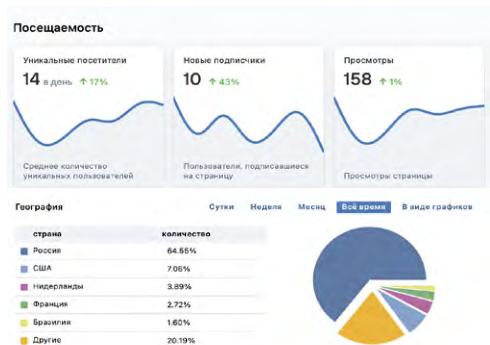 Посещаемость
Уникальные посетители
14 в день ↑ 17%
Среднее количество
уникальных пользователей
Новые подписчики
10 ↑ 43%
Пользователи, подписавшиеся
на страницу
Просмотры
158 ↑ 1%
Просмотры страницы
География
Сутки Неделя Месяц Всё время В виде графиков
страна количество
Россия 64.55%
США 7.06%
Нидерланды 3.89%
Франция 2.72%
Бразилия 1.60%
Другие 20.19%